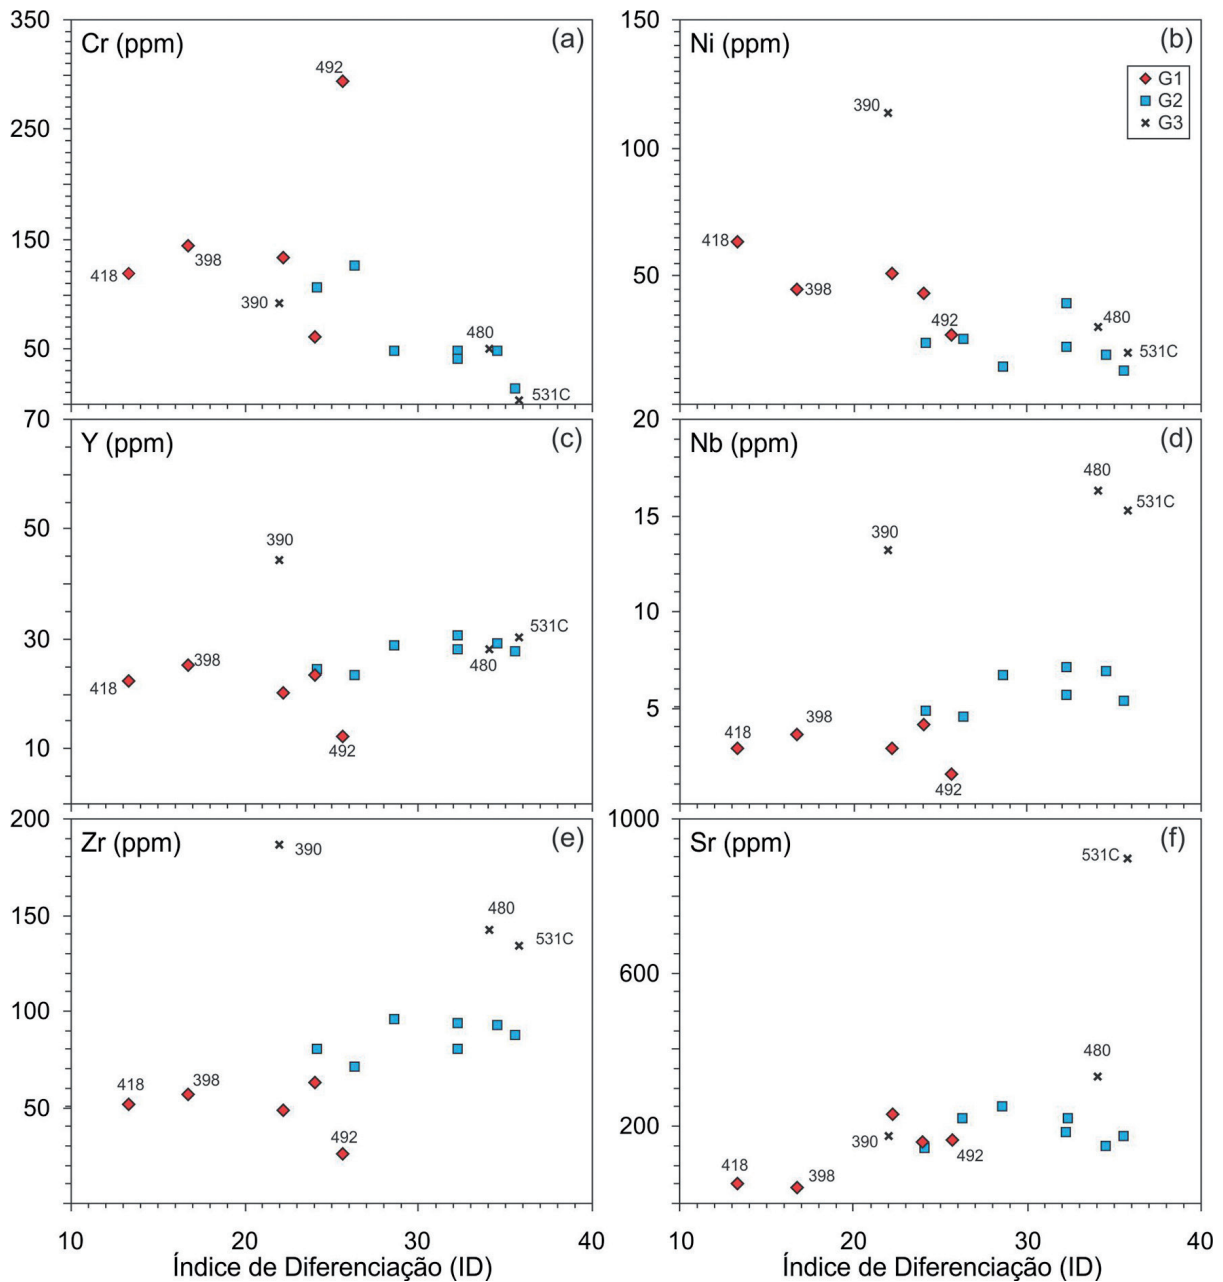 Cr (ppm)
(a)
350
250
150
50
492
418
398
390
480
531C
Ni (ppm)
(b)
150
100
50
G1
G2
G3
390
418
398
492
480
531C
Y (ppm)
(c)
70
50
30
10
390
418
398
492
480
531C
Nb (ppm)
(d)
20
15
10
5
480
531C
390
418
398
492
Zr (ppm)
(e)
200
150
100
50
390
480
531C
418
398
492
10
20
30
40
Índice de Diferenciação (ID)
Sr (ppm)
(f)
1000
600
200
531C
480
390
492
418
398
10
20
30
40
Índice de Diferenciação (ID)